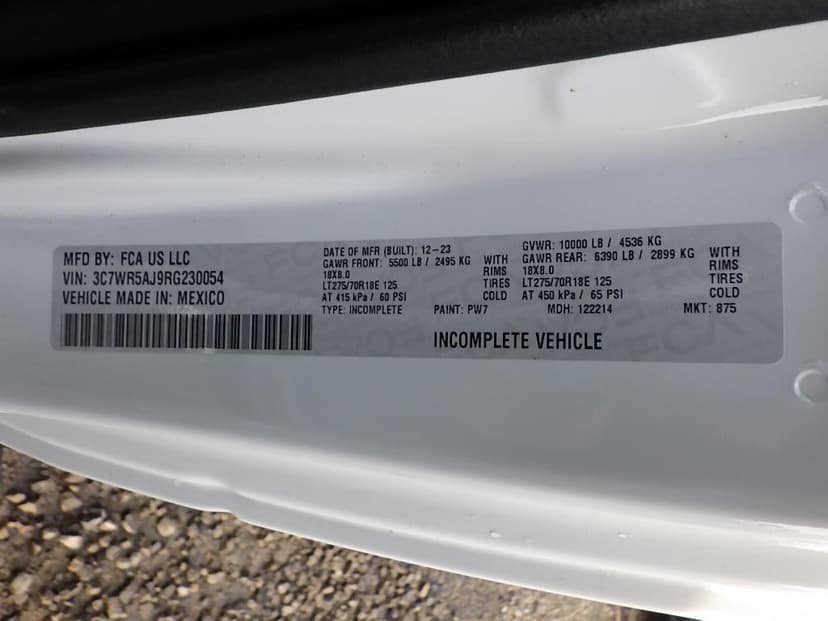 MFD BY: FCA US LLC
VIN: 3C7WR5AJ9RG230054
VEHICLE MADE IN: MEXICO
DATE OF MFR (BUILT): 12-23
GAWR FRONT: 5500 LB / 2495 KG WITH
18X8.0 RIMS
LT275/70R18E 125 TIRES
AT 415 kPa / 60 PSI COLD
GVWR: 10000 LB / 4536 KG
GAWR REAR: 6390 LB / 2899 KG WITH
18X8.0 RIMS
LT275/70R18E 125 TIRES
AT 450 kPa / 65 PSI COLD
TYPE: INCOMPLETE PAINT: PW7 MDH: 122214 MKT: 875
INCOMPLETE VEHICLE